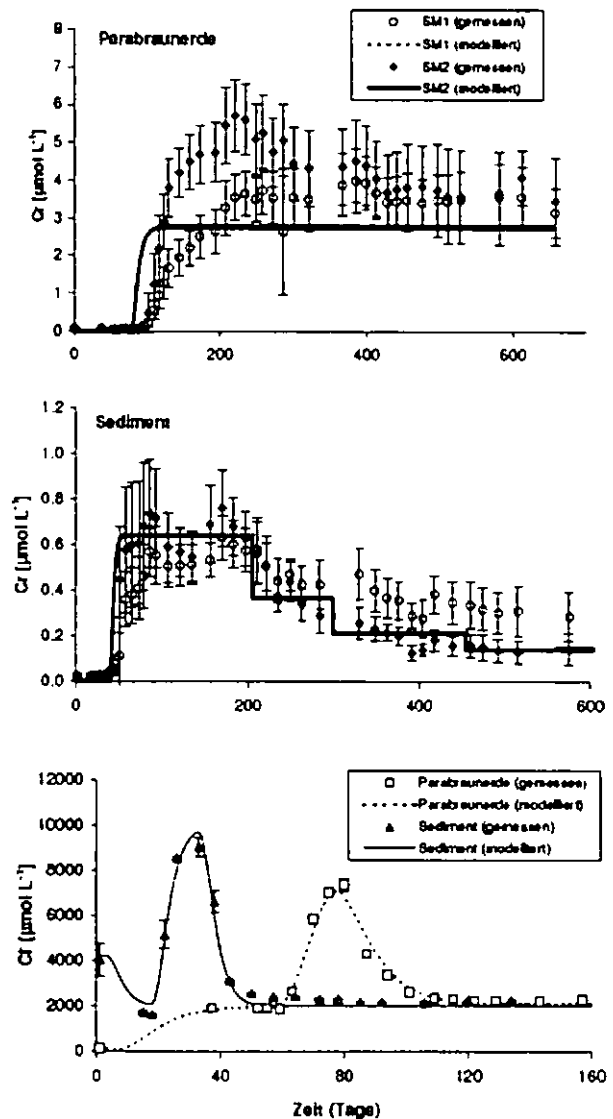 Parabraunerde
SM1 (gemessen)
SM1 (modelliert)
SM2 (gemessen)
SM2 (modelliert)
Cr [µmol L⁻¹]
8
7
6
5
4
3
2
1
0
0 200 400 600
Sediment
Cr [µmol L⁻¹]
1.2
1.0
0.8
0.6
0.4
0.2
0.0
0 200 400 600
Parabraunerde (gemessen)
Parabraunerde (modelliert)
Sediment (gemessen)
Sediment (modelliert)
Cl⁻ [µmol L⁻¹]
12000
10000
8000
6000
4000
2000
0
0 40 80 120 160
Zeit (Tage)